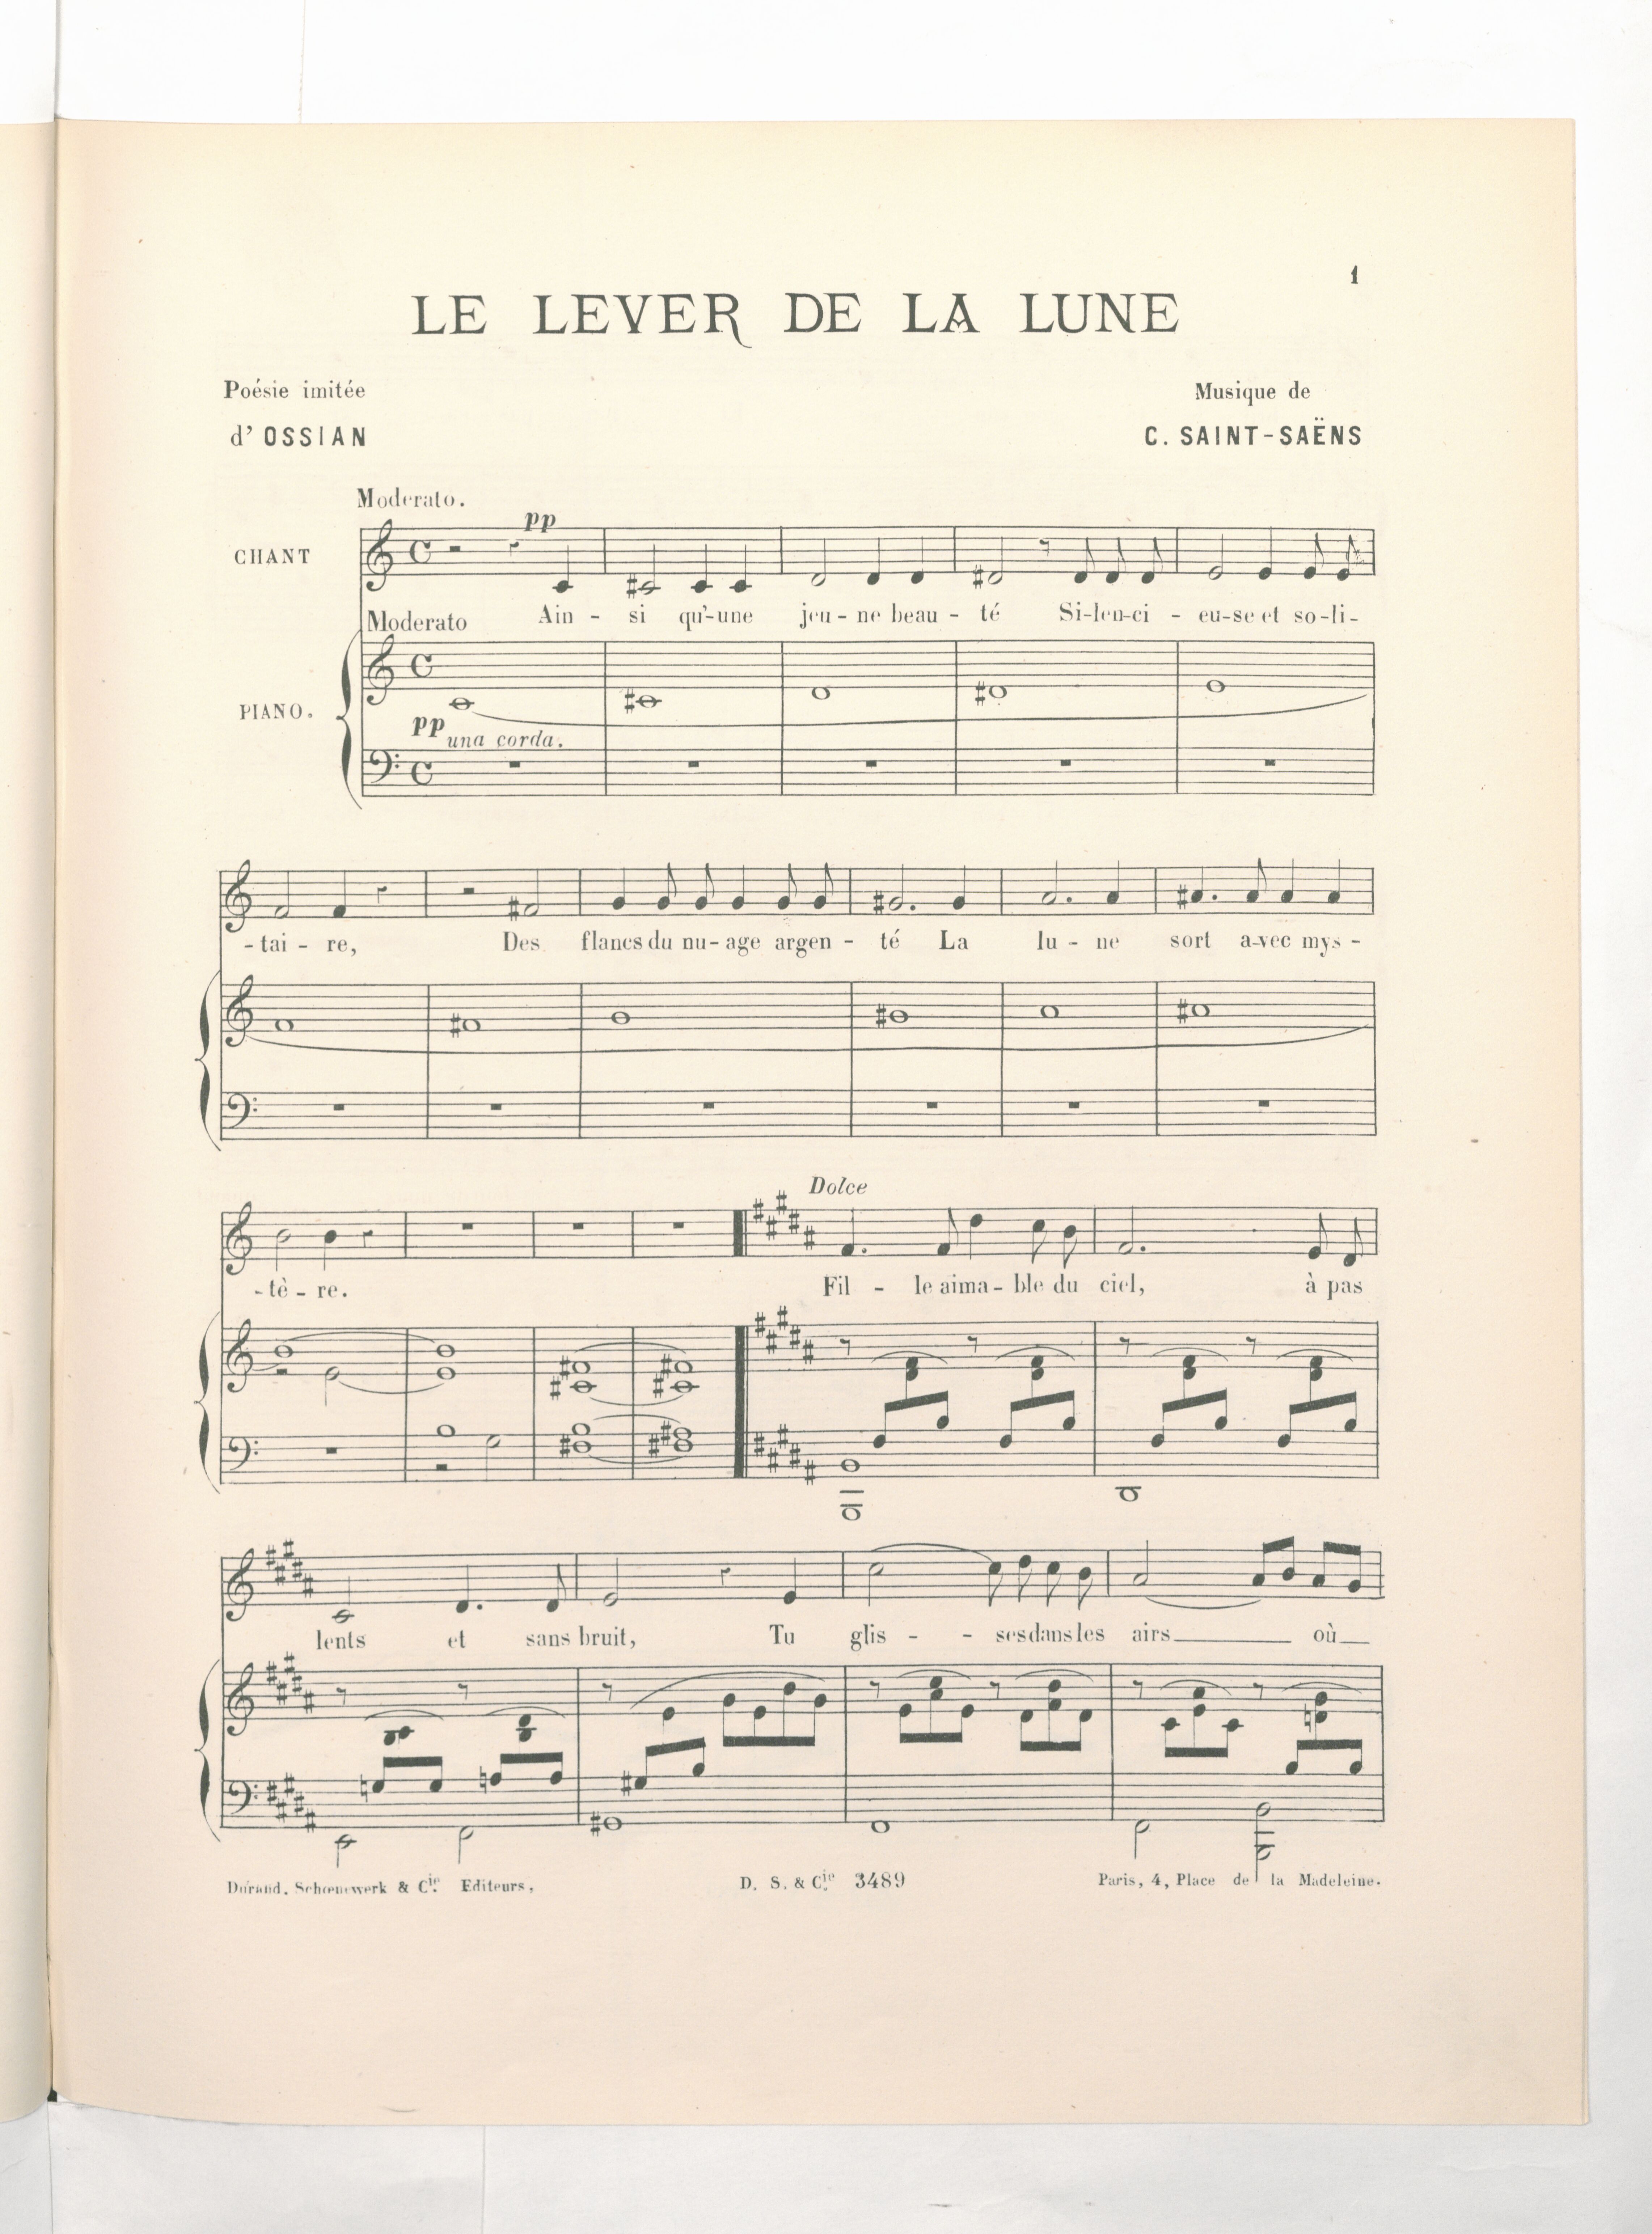 1
LE LEVER DE LA LUNE
Poésie imitée
d' OSSIAN
Musique de
C. SAINT-SAËNS
Moderato.
pp
CHANT
Ain - si qu'-une jeu - ne beau - té Si-len-ci - eu-se et so-li-
Moderato
PIANO.
pp una corda.
- tai - re, Des flancs du nu - age argen - té La lu - ne sort a-vec mys -
Dolce
- tè - re. Fil - le aima - ble du ciel, à pas
lents et sans bruit, Tu glis - - ses dans les airs où
Durand. Schœnewerk & Cie. Editeurs, D. S. & Cie. 3489 Paris, 4, Place de la Madeleine.